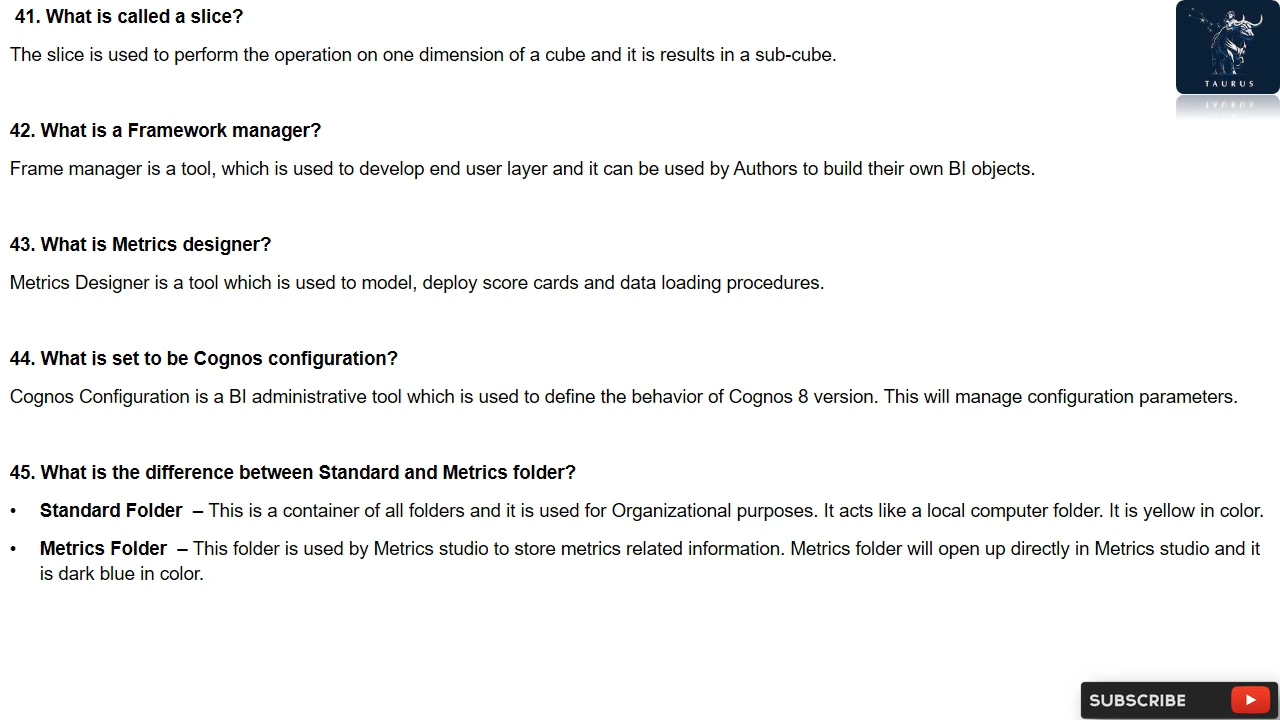 41. What is called a slice?
The slice is used to perform the operation on one dimension of a cube and it is results in a sub-cube.
TAURUS
42. What is a Framework manager?
Frame manager is a tool, which is used to develop end user layer and it can be used by Authors to build their own BI objects.
43. What is Metrics designer?
Metrics Designer is a tool which is used to model, deploy score cards and data loading procedures.
44. What is set to be Cognos configuration?
Cognos Configuration is a BI administrative tool which is used to define the behavior of Cognos 8 version. This will manage configuration parameters.
45. What is the difference between Standard and Metrics folder?
• Standard Folder – This is a container of all folders and it is used for Organizational purposes. It acts like a local computer folder. It is yellow in color.
• Metrics Folder – This folder is used by Metrics studio to store metrics related information. Metrics folder will open up directly in Metrics studio and it
is dark blue in color.
SUBSCRIBE